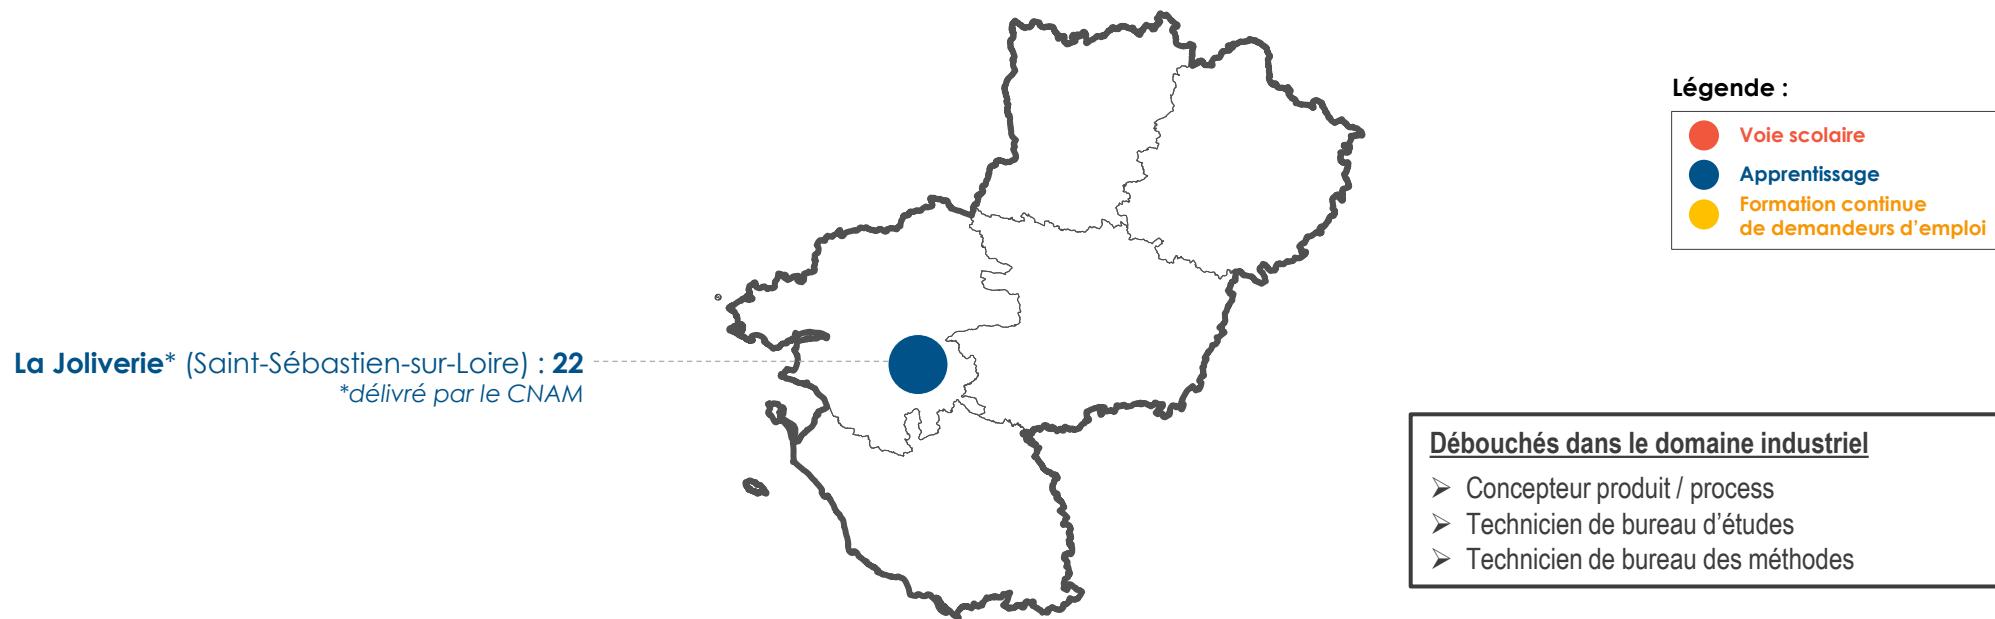 Légende :
Voie scolaire
Apprentissage
Formation continue
de demandeurs d'emploi
La Joliverie* (Saint-Sébastien-sur-Loire) : 22
*délivré par le CNAM
Débouchés dans le domaine industriel
➢ Concepteur produit / process
➢ Technicien de bureau d'études
➢ Technicien de bureau des méthodes